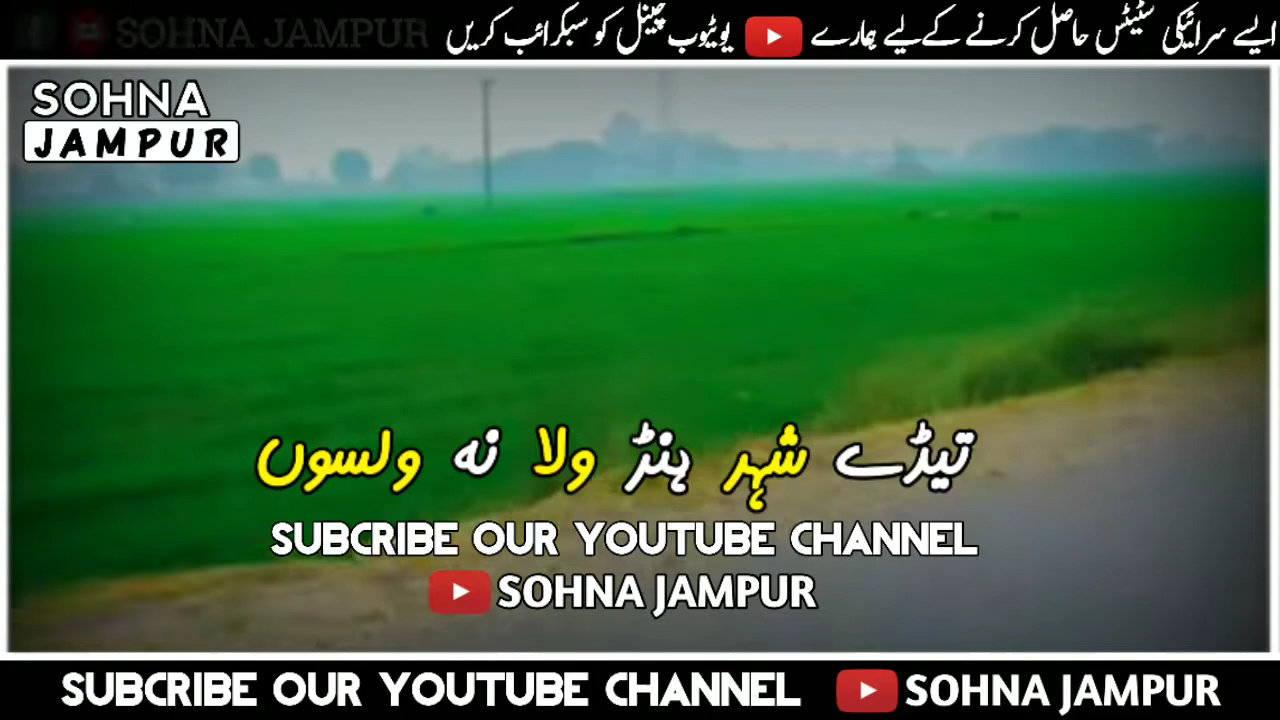 SOHNA JAMPUR
ایسے سرائیکی سٹیٹس حاصل کرنے کے لیے ہمارے یوٹیوب چینل کو سبکرائب کریں
SOHNA
JAMPUR
تیڈے شہر ہنڑ ولا نہ ولسوں
SUBCRIBE OUR YOUTUBE CHANNEL
SOHNA JAMPUR
SUBCRIBE OUR YOUTUBE CHANNEL SOHNA JAMPUR